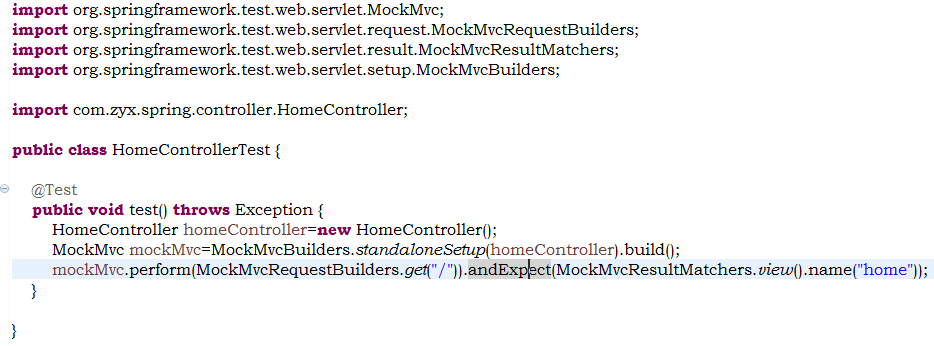 import org.springframework.test.web.servlet.MockMvc;
import org.springframework.test.web.servlet.request.MockMvcRequestBuilders;
import org.springframework.test.web.servlet.result.MockMvcResultMatchers;
import org.springframework.test.web.servlet.setup.MockMvcBuilders;
import com.zyx.spring.controller.HomeController;
public class HomeControllerTest {
@Test
public void test() throws Exception {
HomeController homeController=new HomeController();
MockMvc mockMvc=MockMvcBuilders.standaloneSetup(homeController).build();
mockMvc.perform(MockMvcRequestBuilders.get("/")).andExpect(MockMvcResultMatchers.view().name("home"));
}
}